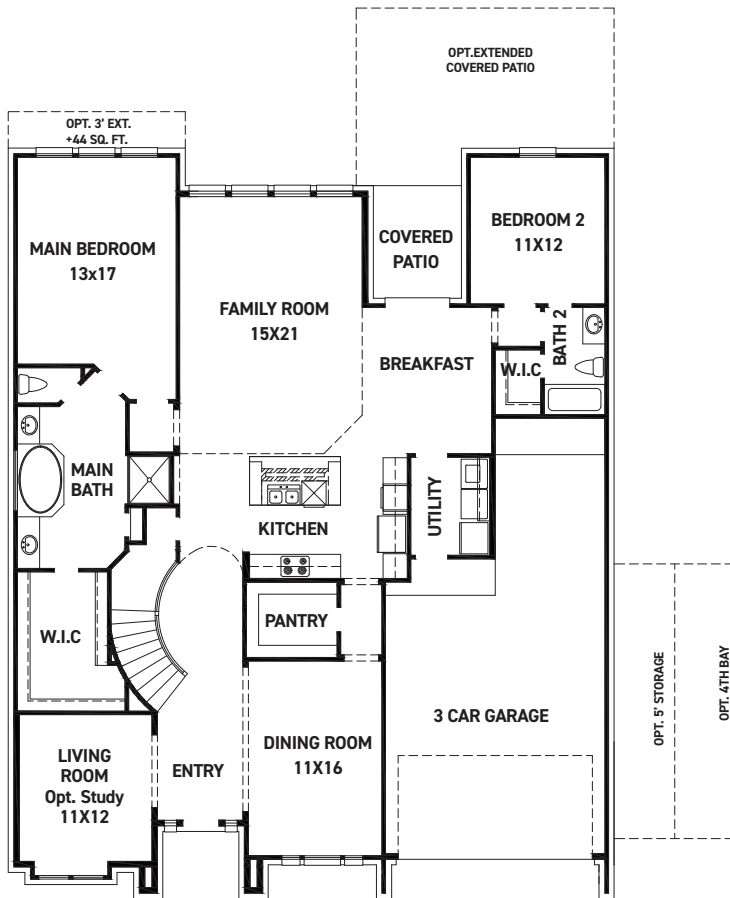 OPT.EXTENDED
COVERED PATIO
OPT. 3' EXT.
+44 SQ. FT.
MAIN BEDROOM
13x17
FAMILY ROOM
15X21
COVERED
PATIO
BEDROOM 2
11X12
BREAKFAST
BATH 2
W.I.C
MAIN
BATH
KITCHEN
UTILITY
W.I.C
PANTRY
LIVING
ROOM
Opt. Study
11X12
ENTRY
DINING ROOM
11X16
3 CAR GARAGE
OPT. 5' STORAGE
OPT. 4TH BAY